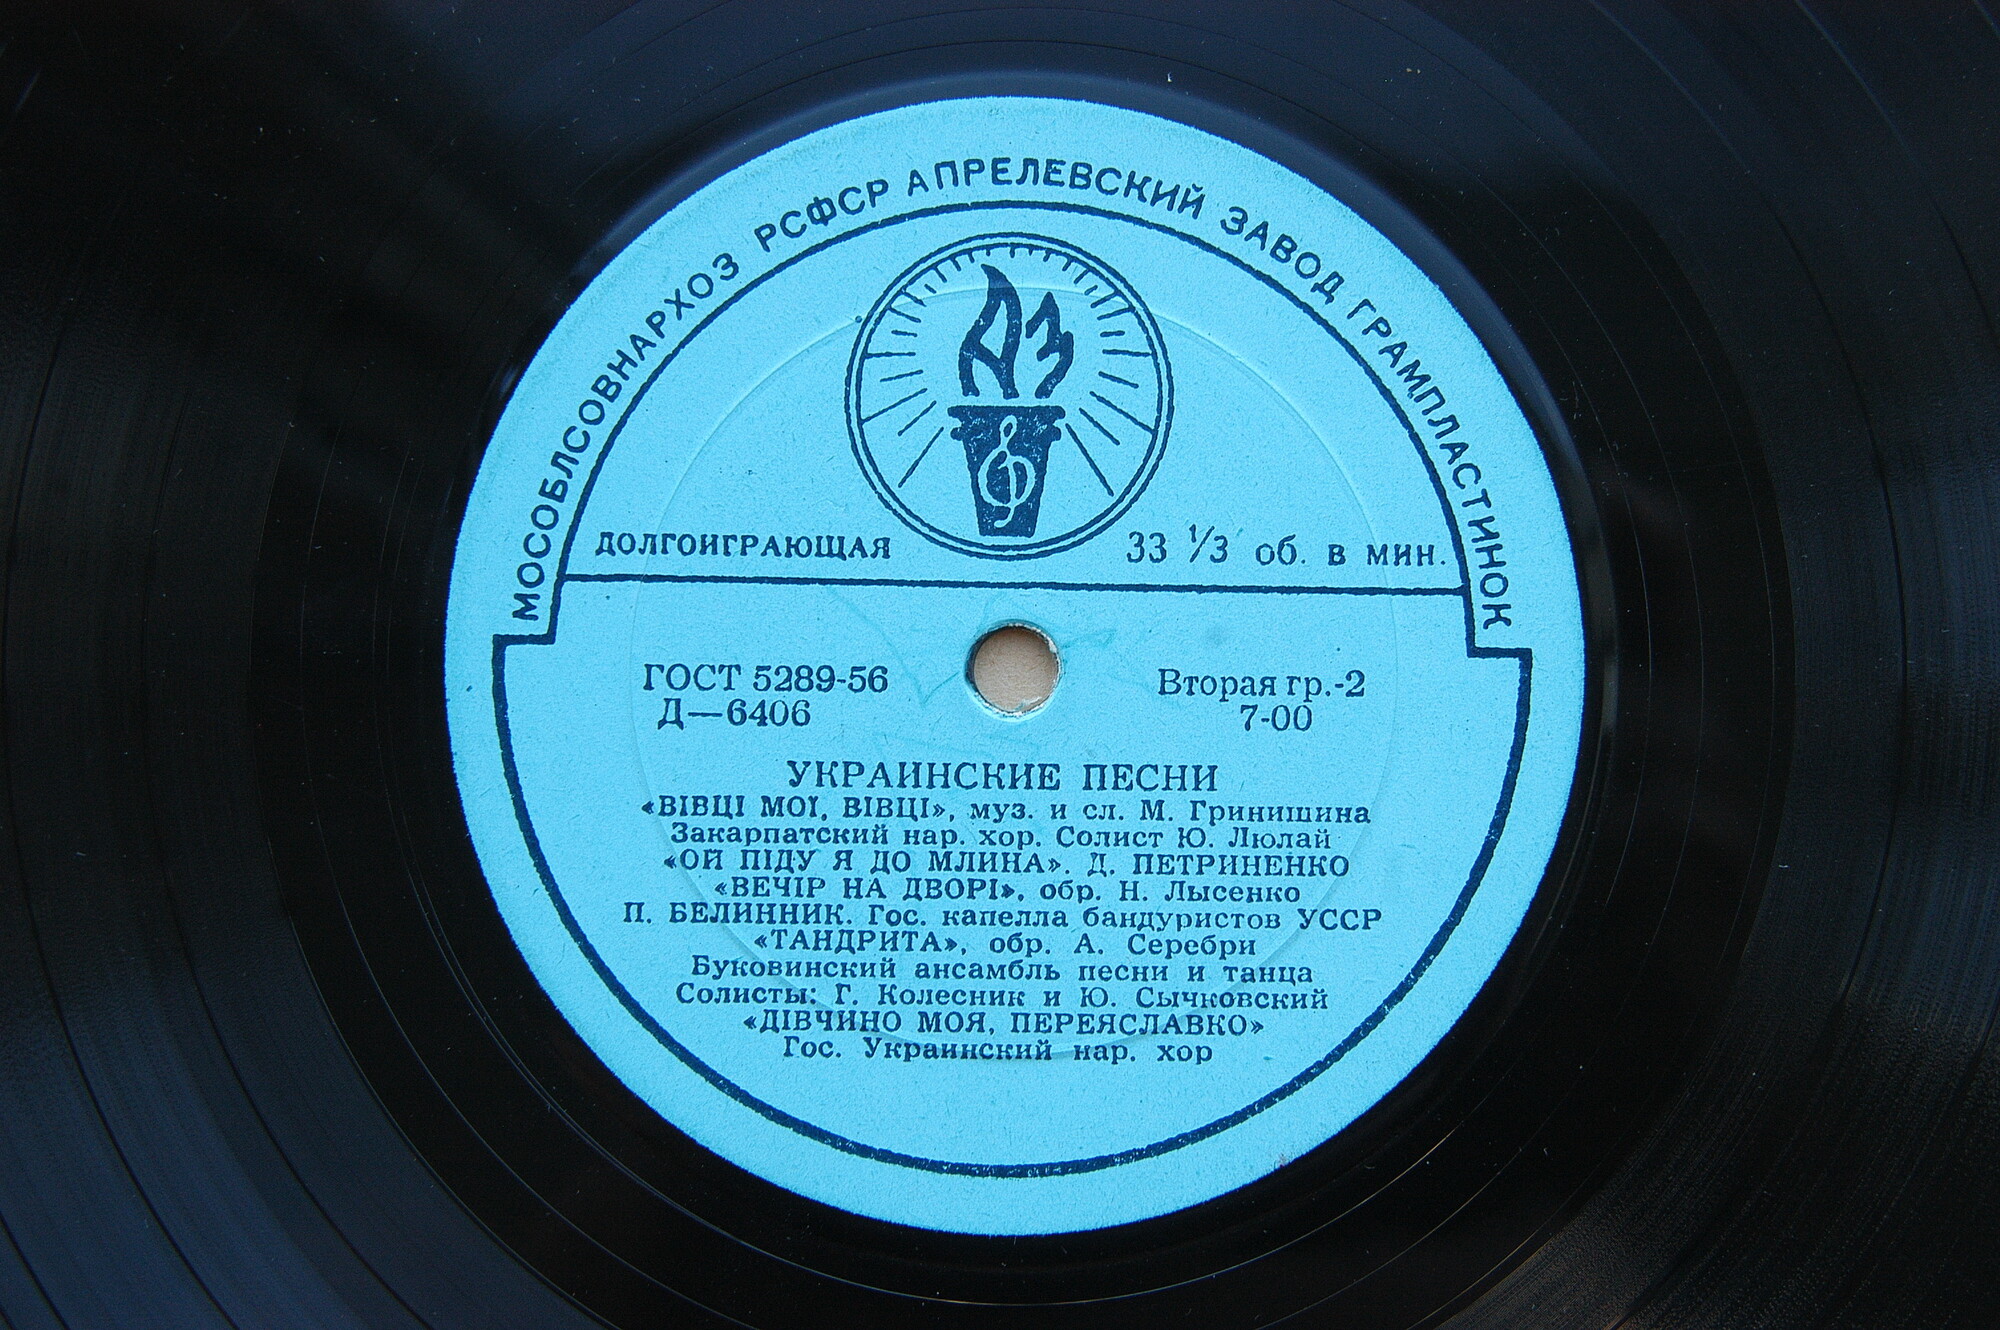 МОСОБЛСОВНАРХОЗ РСФСР АПРЕЛЕВСКИЙ ЗАВОД ГРАМПЛАСТИНОК
АЗ
ДОЛГОИГРАЮЩАЯ
33 1/3 об. в мин.
ГОСТ 5289-56
Д—6406
Вторая гр.-2
7-00
УКРАИНСКИЕ ПЕСНИ
«ВІВЦІ МОЇ, ВІВЦІ», муз. и сл. М. Гринишина
Закарпатский нар. хор. Солист Ю. Люлай
«ОЙ ПІДУ Я ДО МЛИНА». Д. ПЕТРИНЕНКО
«ВЕЧІР НА ДВОРІ», обр. Н. Лысенко
П. БЕЛИННИК. Гос. капелла бандуристов УССР
«ТАНДРИТА», обр. А. Серебри
Буковинский ансамбль песни и танца
Солисты: Г. Колесник и Ю. Сычковский
«ДІВЧИНО МОЯ, ПЕРЕЯСЛАВКО»
Гос. Украинский нар. хор